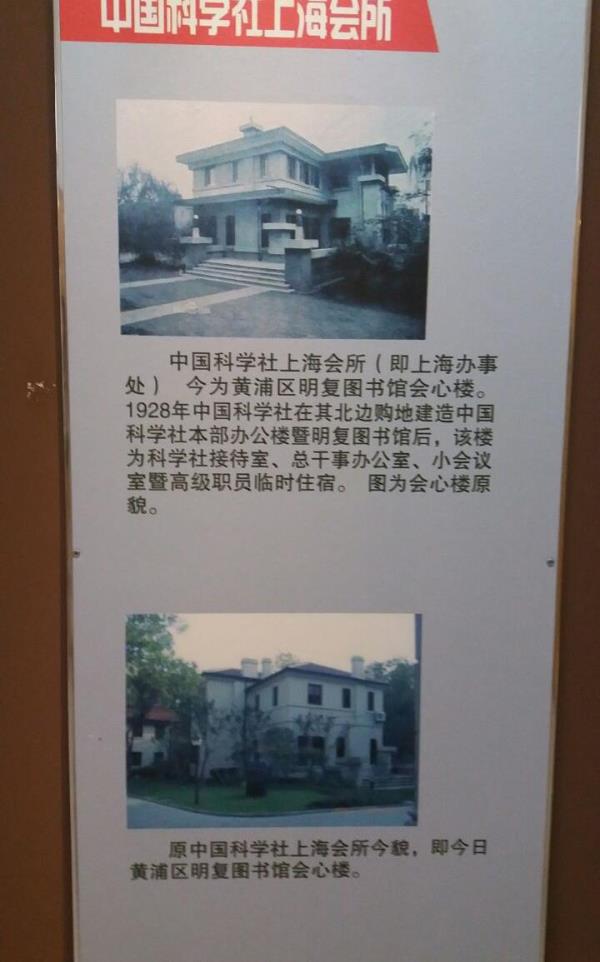 中国科学社上海会所
中国科学社上海会所（即上海办事
处） 今为黄浦区明复图书馆会心楼。
1928年中国科学社在其北边购地建造中国
科学社本部办公楼暨明复图书馆后，该楼
为科学社接待室、总干事办公室、小会议
室暨高级职员临时住宿。 图为会心楼原
貌。
原中国科学社上海会所今貌，即今日
黄浦区明复图书馆会心楼。